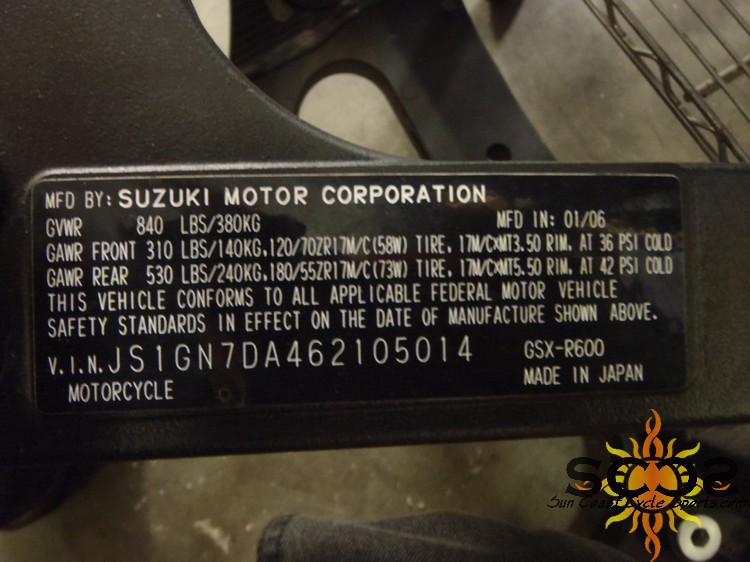 MFD BY: SUZUKI MOTOR CORPORATION
GVWR 840 LBS/380KG MFD IN: 01/06
GAWR FRONT 310 LBS/140KG,120/70ZR17M/C(58W) TIRE, 17M/C×MT3.50 RIM, AT 36 PSI COLD
GAWR REAR 530 LBS/240KG,180/55ZR17M/C(73W) TIRE, 17M/C×MT5.50 RIM, AT 42 PSI COLD
THIS VEHICLE CONFORMS TO ALL APPLICABLE FEDERAL MOTOR VEHICLE
SAFETY STANDARDS IN EFFECT ON THE DATE OF MANUFACTURE SHOWN ABOVE.
V.I.N.JS1GN7DA462105014 GSX-R600
MOTORCYCLE MADE IN JAPAN
Sun Coast Cycle Sports.com